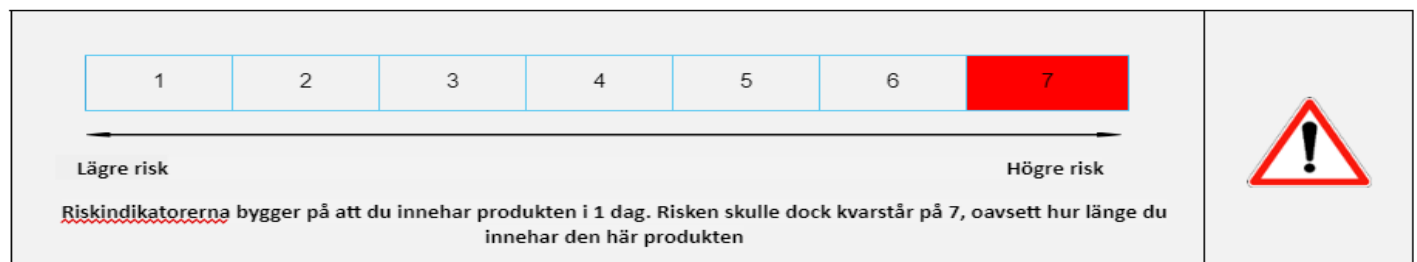 1 2 3 4 5 6 7
Lägre risk Högre risk
Riskindikatorerna bygger på att du innehar produkten i 1 dag. Risken skulle dock kvarstår på 7, oavsett hur länge du
innehar den här produkten